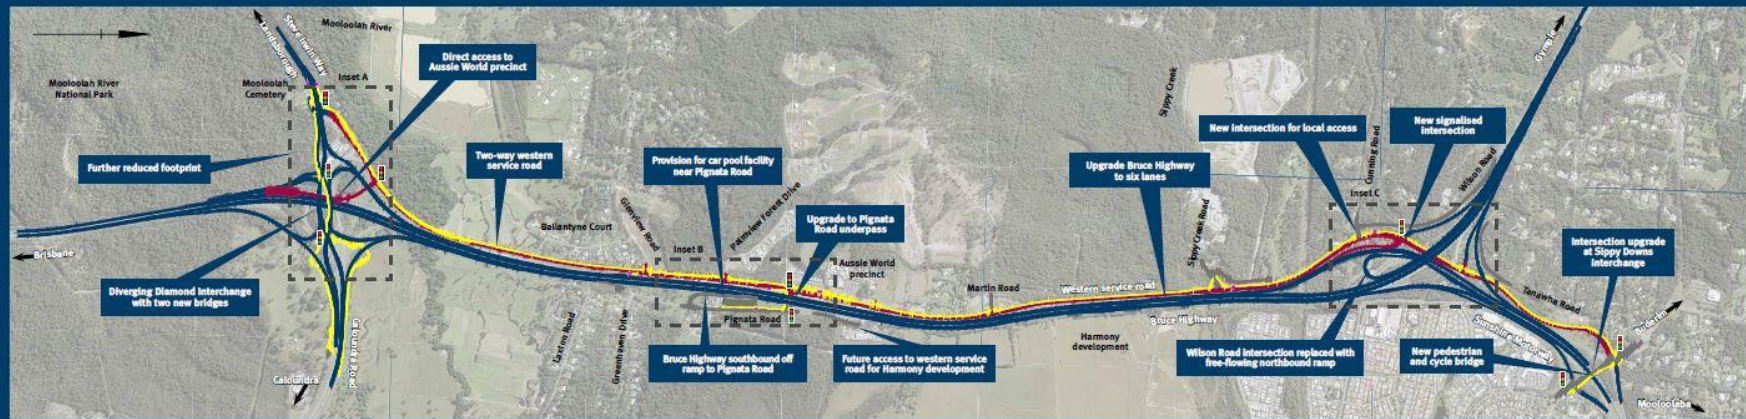 Landsborough
Steve Irwin Way
Mooloolah River
Mooloolah River
National Park
Mooloolah
Cemetery
Inset A
Direct access to
Aussie World precinct
Further reduced footprint
Two-way western
service road
Brisbane
Diverging Diamond Interchange
with two new bridges
Caloundra
Caloundra Road
Ballantyne Court
Glenview Road
Provision for car pool facility
near Pignata Road
Inset B
Palmview Forest Drive
Upgrade to Pignata
Road underpass
Aussie World
precinct
Laxton Road
Greenhaven Drive
Pignata Road
Bruce Highway southbound off
ramp to Pignata Road
Future access to western service
road for Harmony development
Martin Road
Western service road
Bruce Highway
Harmony
development
Upgrade Bruce Highway
to six lanes
Sippy Creek
Sippy Creek Road
New intersection for local access
Cunning Road
New signalised
intersection
Inset C
Wilson Road
Gympie
Intersection upgrade
at Sippy Downs
interchange
Tanawha Road
Buderim
Sunshine Motorway
Wilson Road intersection replaced with
free-flowing northbound ramp
New pedestrian
and cycle bridge
Mooloolaba